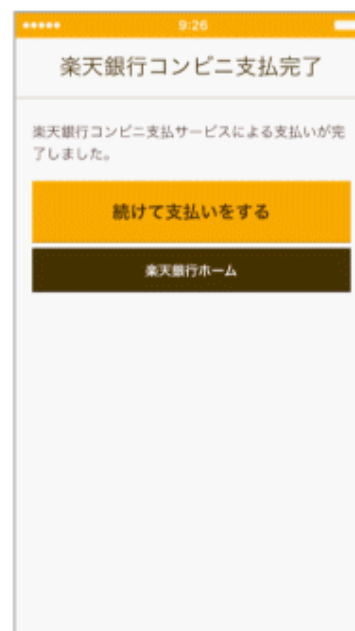 9:26
楽天銀行コンビニ支払完了
楽天銀行コンビニ支払サービスによる支払いが完
了しました。
続けて支払いをする
楽天銀行ホーム